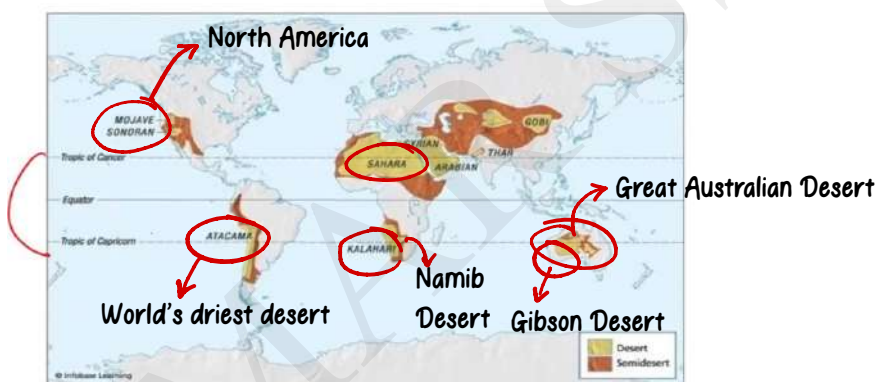 North America
MOJAVE
SONORAN
GOBI
SYRIAN
THAR
Tropic of Cancer
SAHARA
ARABIAN
Great Australian Desert
Equator
ATACAMA
KALAHARI
Tropic of Capricorn
Namib
Desert
World's driest desert
Gibson Desert
Desert
Semidesert
© Infobase Learning